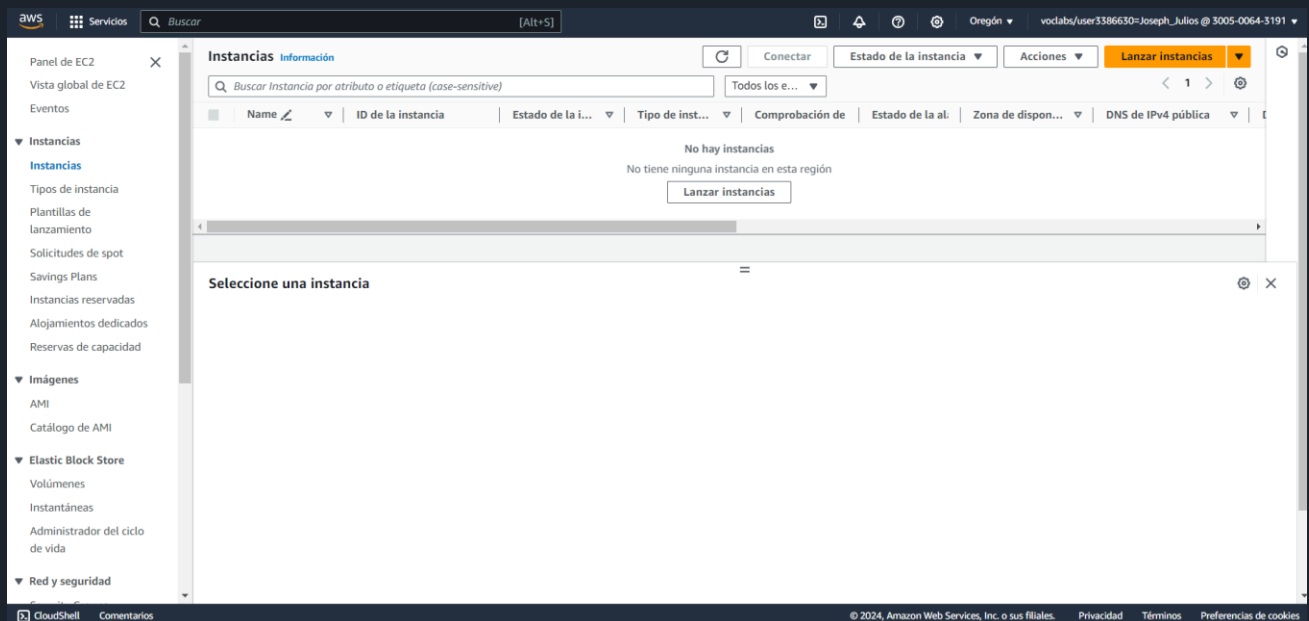 aws Servicios Buscar [Alt+S] Oregón voclabs/user3386630=Joseph_Julios @ 3005-0064-3191
Panel de EC2
Vista global de EC2
Eventos
Instancias
Instancias
Tipos de instancia
Plantillas de
lanzamiento
Solicitudes de spot
Savings Plans
Instancias reservadas
Alojamientos dedicados
Reservas de capacidad
Imágenes
AMI
Catálogo de AMI
Elastic Block Store
Volúmenes
Instantáneas
Administrador del ciclo
de vida
Red y seguridad
Instancias Información Conectar Estado de la instancia Acciones Lanzar instancias
Buscar Instancia por atributo o etiqueta (case-sensitive) Todos los e... 1
Name ID de la instancia Estado de la i... Tipo de inst... Comprobación de Estado de la al Zona de dispon... DNS de IPv4 pública
No hay instancias
No tiene ninguna instancia en esta región
Lanzar instancias
Seleccione una instancia
CloudShell Comentarios © 2024, Amazon Web Services, Inc. o sus filiales. Privacidad Términos Preferencias de cookies